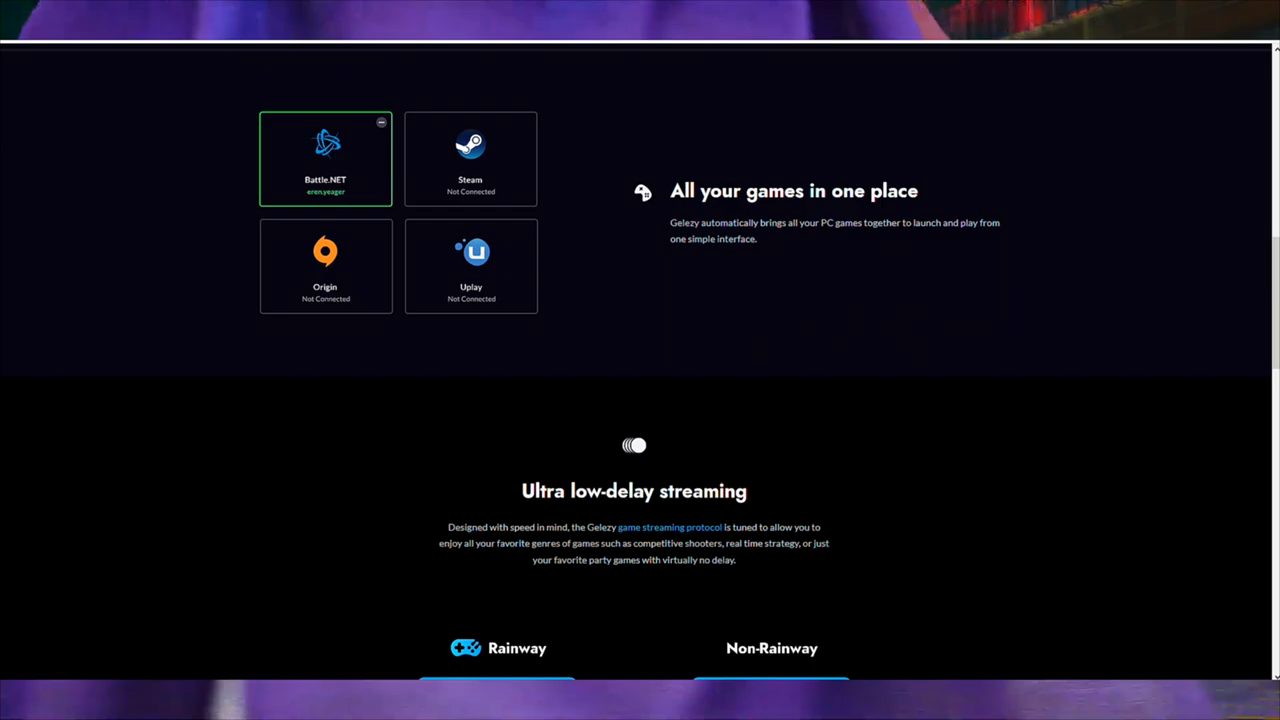 Battle.NET
eren.yeager
Steam
Not Connected
Origin
Not Connected
Uplay
Not Connected
All your games in one place
Gelezy automatically brings all your PC games together to launch and play from
one simple interface.
Ultra low-delay streaming
Designed with speed in mind, the Gelezy game streaming protocol is tuned to allow you to
enjoy all your favorite genres of games such as competitive shooters, real time strategy, or just
your favorite party games with virtually no delay.
Rainway
Non-Rainway